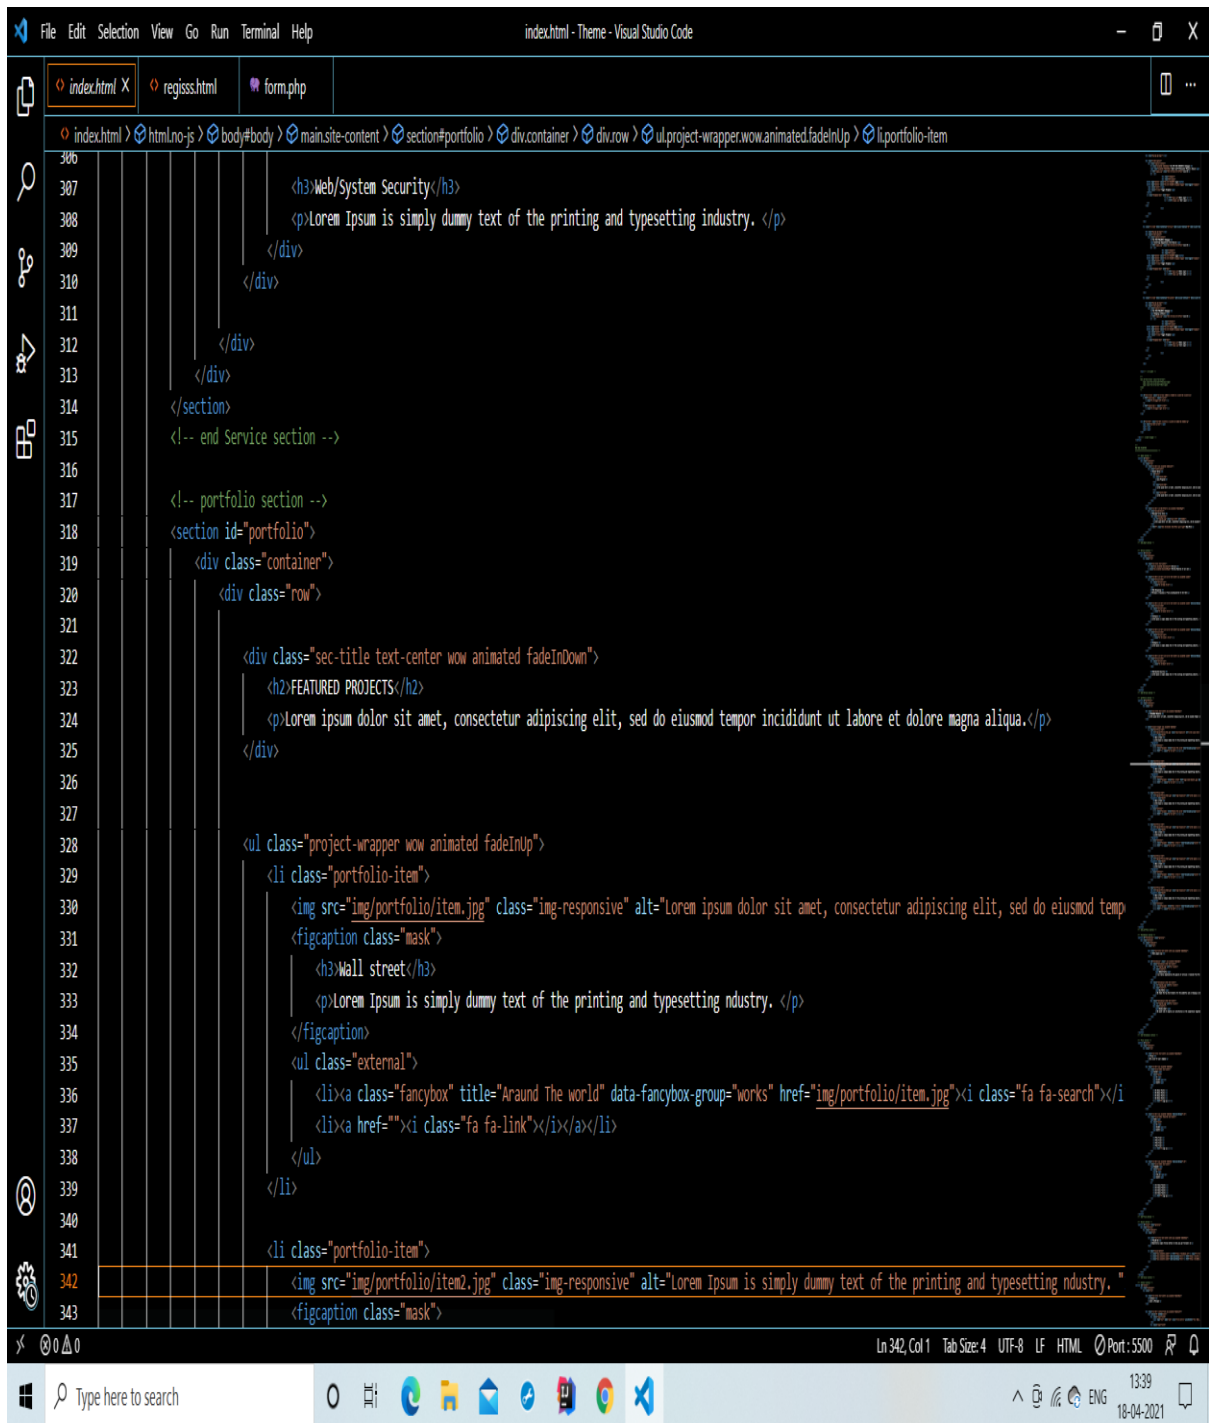 File Edit Selection View Go Run Terminal Help index.html - Theme - Visual Studio Code
index.html X regisss.html form.php
index.html > html.no-js > body#body > main.site-content > section#portfolio > div.container > div.row > ul.project-wrapper.wow.animated.fadeInUp > li.portfolio-item
306
307 <h3>Web/System Security</h3>
308 <p>Lorem Ipsum is simply dummy text of the printing and typesetting industry. </p>
309 </div>
310 </div>
311
312 </div>
313 </div>
314 </section>
315 <!-- end Service section -->
316
317 <!-- portfolio section -->
318 <section id="portfolio">
319 <div class="container">
320 <div class="row">
321
322 <div class="sec-title text-center wow animated fadeInDown">
323 <h2>FEATURED PROJECTS</h2>
324 <p>Lorem ipsum dolor sit amet, consectetur adipiscing elit, sed do eiusmod tempor incididunt ut labore et dolore magna aliqua.</p>
325 </div>
326
327
328 <ul class="project-wrapper wow animated fadeInUp">
329 <li class="portfolio-item">
330 <img src="img/portfolio/item.jpg" class="img-responsive" alt="Lorem ipsum dolor sit amet, consectetur adipiscing elit, sed do eiusmod temp
331 <figcaption class="mask">
332 <h3>Wall street</h3>
333 <p>Lorem Ipsum is simply dummy text of the printing and typesetting ndustry. </p>
334 </figcaption>
335 <ul class="external">
336 <li><a class="fancybox" title="Araund The world" data-fancybox-group="works" href="img/portfolio/item.jpg"><i class="fa fa-search"></i
337 <li><a href=""><i class="fa fa-link"></i></a></li>
338 </ul>
339 </li>
340
341 <li class="portfolio-item">
342 <img src="img/portfolio/item2.jpg" class="img-responsive" alt="Lorem Ipsum is simply dummy text of the printing and typesetting ndustry. "
343 <figcaption class="mask">
0 0 Ln 342, Col 1 Tab Size: 4 UTF-8 LF HTML Port : 5500
Type here to search ENG 13:39
18-04-2021